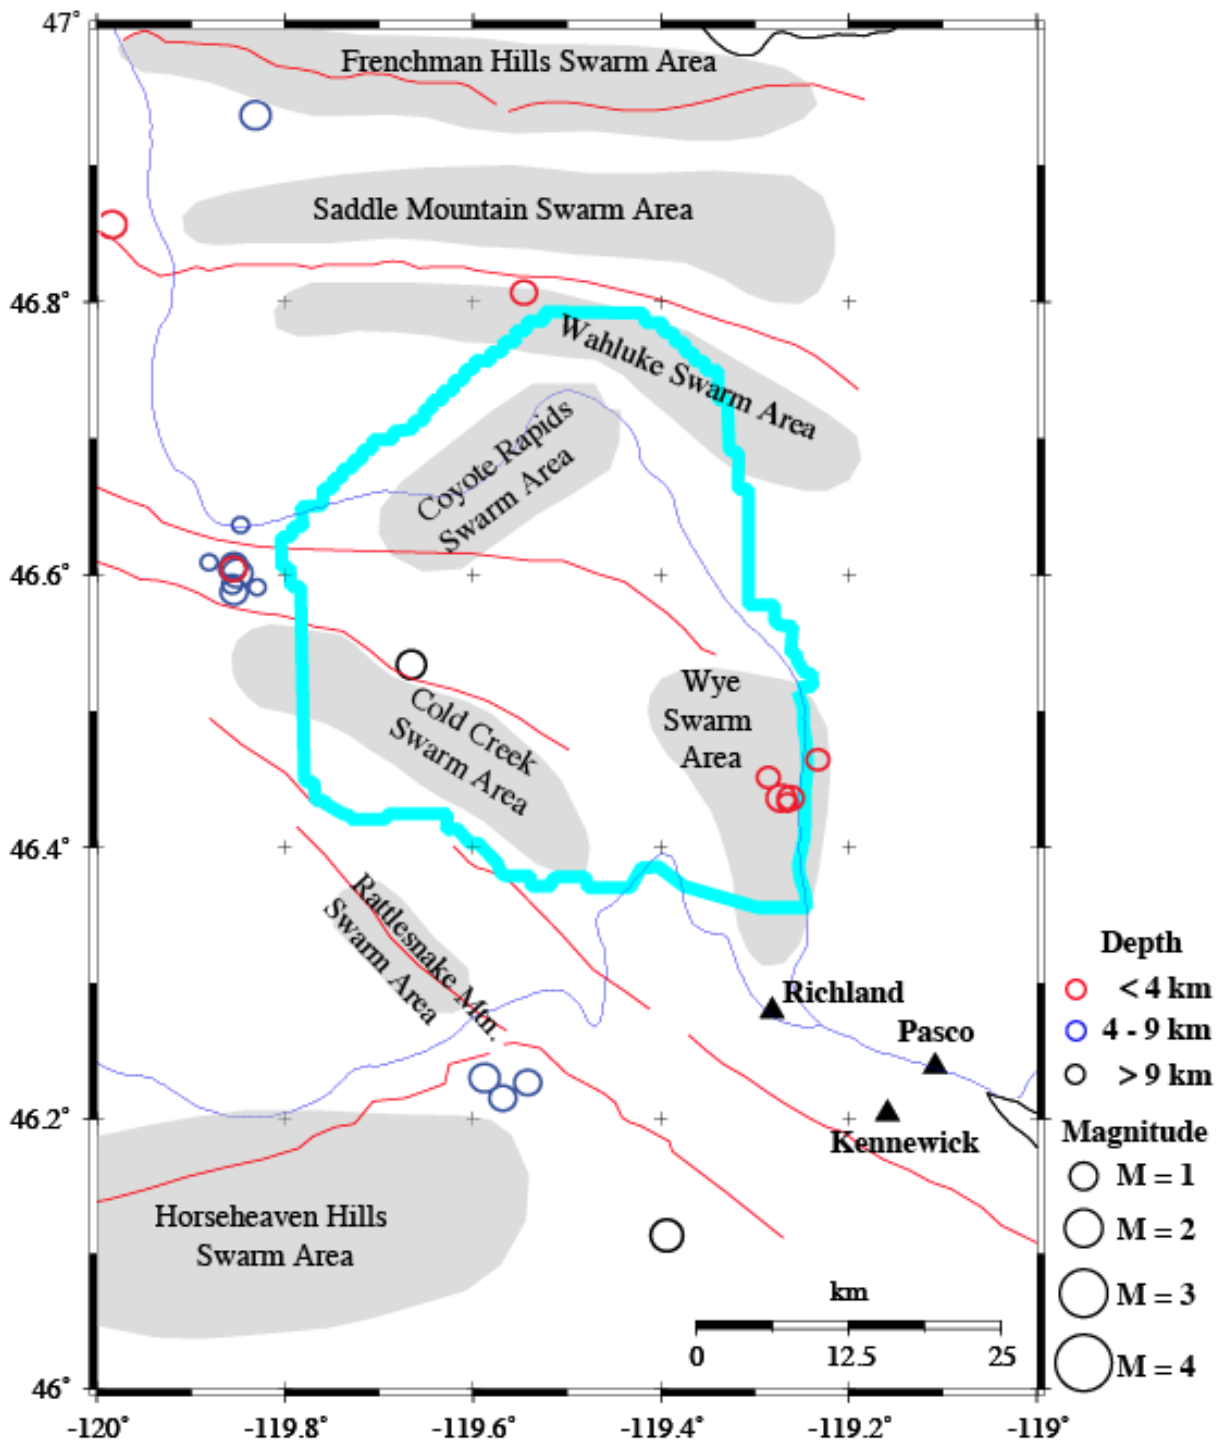 47°
Frenchman Hills Swarm Area
Saddle Mountain Swarm Area
46.8°
Wahluke Swarm Area
Coyote Rapids
Swarm Area
46.6°
Wye
Swarm
Area
Cold Creek
Swarm Area
46.4°
Rattlesnake Mtn.
Swarm Area
Depth
< 4 km
4 - 9 km
> 9 km
Richland
Pasco
Kennewick
46.2°
Magnitude
M = 1
M = 2
M = 3
M = 4
Horseheaven Hills
Swarm Area
km
0 12.5 25
46°
-120° -119.8° -119.6° -119.4° -119.2° -119°